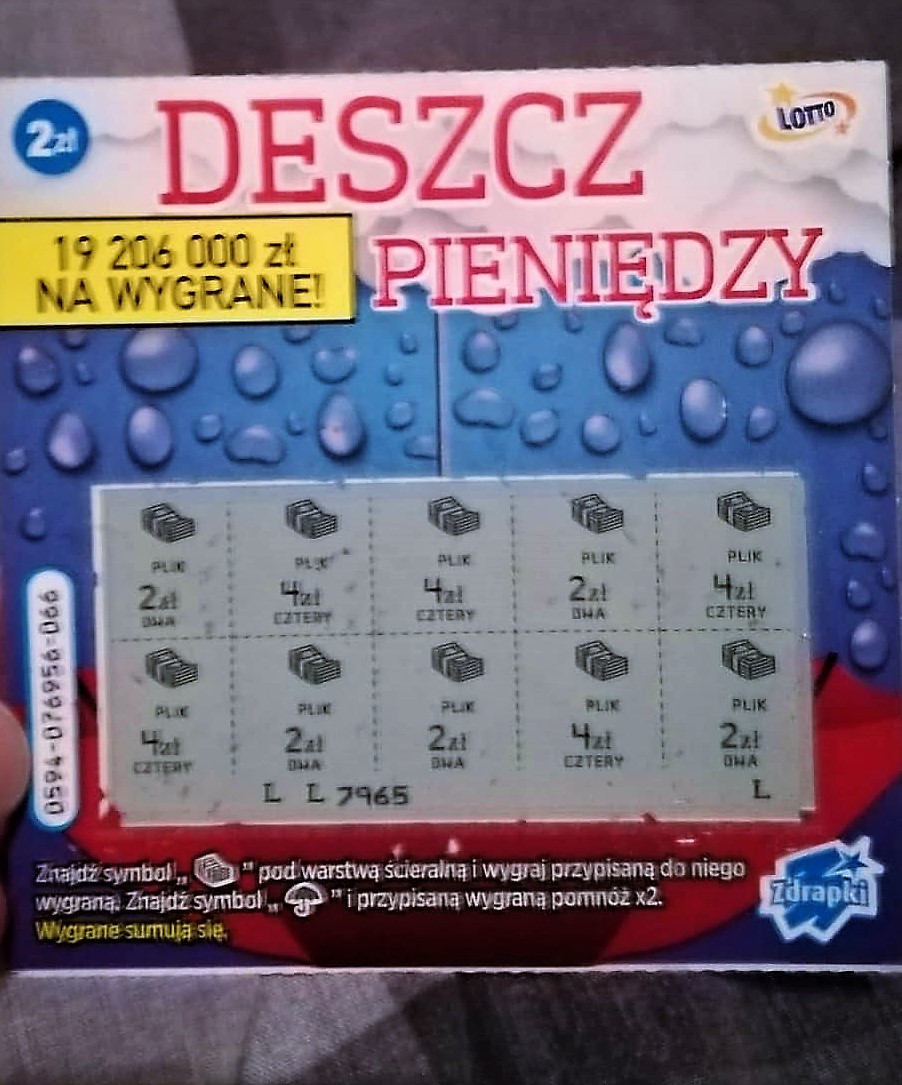 2zł
LOTTO
DESZCZ
PIENIĘDZY
19 206 000 zł
NA WYGRANE!
PLIK PLIK PLIK PLIK PLIK
2zł 4zł 4zł 2zł 4zł
DWA CZTERY CZTERY DWA CZTERY
PLIK PLIK PLIK PLIK PLIK
4zł 2zł 2zł 4zł 2zł
CZTERY DWA DWA CZTERY DWA
L L 7965 L
0594-076956-066
Znajdź symbol „ ” pod warstwą ścieralną i wygraj przypisaną do niego
wygraną. Znajdź symbol „ ” i przypisaną wygraną pomnóż x2.
Wygrane sumują się.
Zdrapki